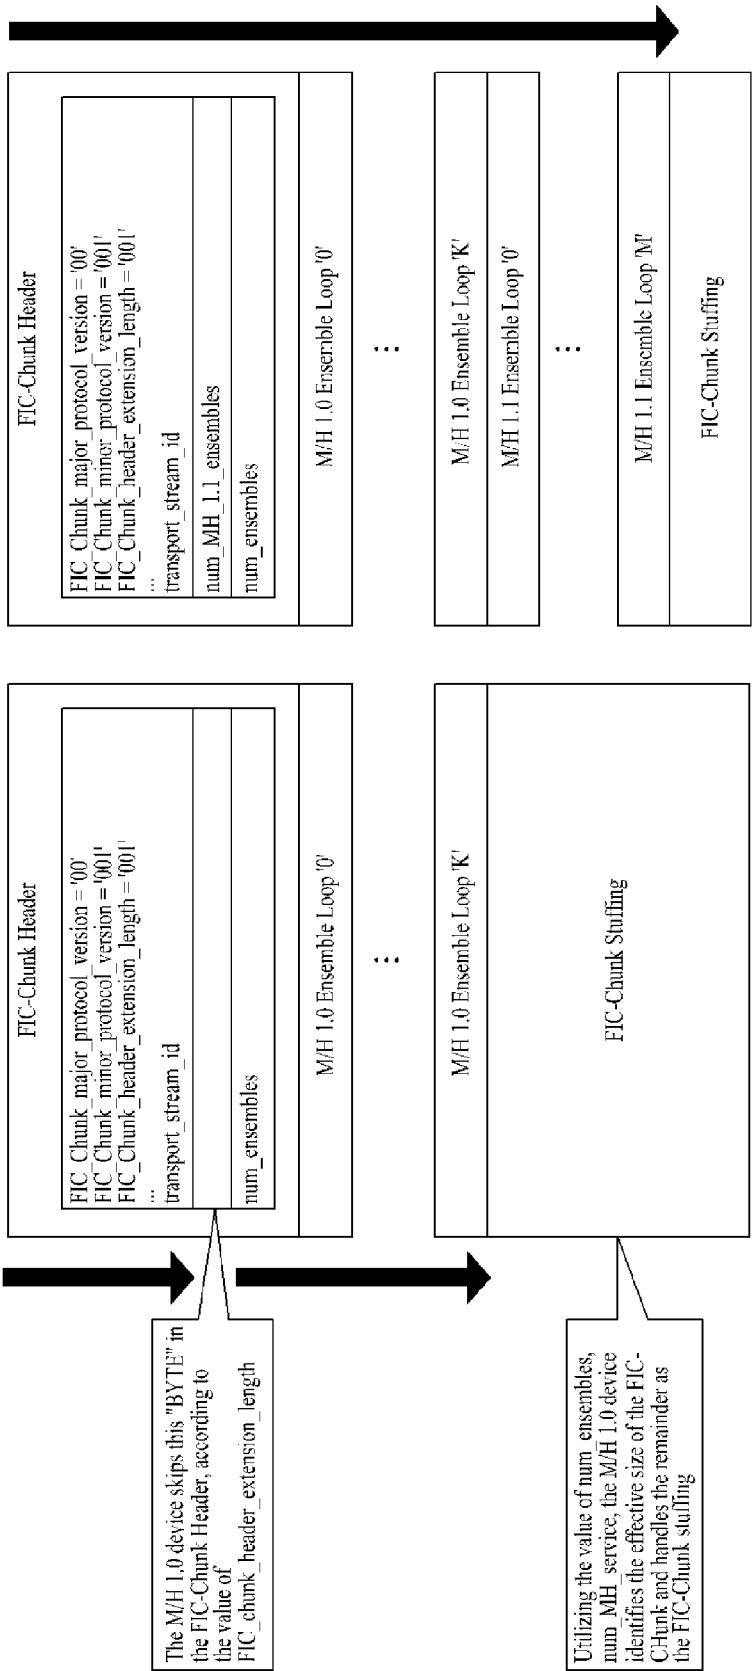 The M/H 1.0 device skips this "BYTE" in
the FIC-Chunk Header, according to
the value of
FIC_chunk_header_extension_length
Utilizing the value of num_ensembles,
num_MH_service, the M/H 1.0 device
identifies the effective size of the FIC-
CHunk and handles the remainder as
the FIC-Chunk stuffing
FIC-Chunk Header
FIC_Chunk_major_protocol_version = '00'
FIC_Chunk_minor_protocol_version = '001'
FIC_Chunk_header_extension_length = '001'
...
transport_stream_id
num_ensembles
M/H 1.0 Ensemble Loop '0'
...
M/H 1.0 Ensemble Loop 'K'
FIC-Chunk Stuffing
FIC-Chunk Header
FIC_Chunk_major_protocol_version = '00'
FIC_Chunk_minor_protocol_version = '001'
FIC_Chunk_header_extension_length = '001'
...
transport_stream_id
num_MH_1.1_ensembles
num_ensembles
M/H 1.0 Ensemble Loop '0'
...
M/H 1.0 Ensemble Loop 'K'
M/H 1.1 Ensemble Loop '0'
...
M/H 1.1 Ensemble Loop 'M'
FIC-Chunk Stuffing